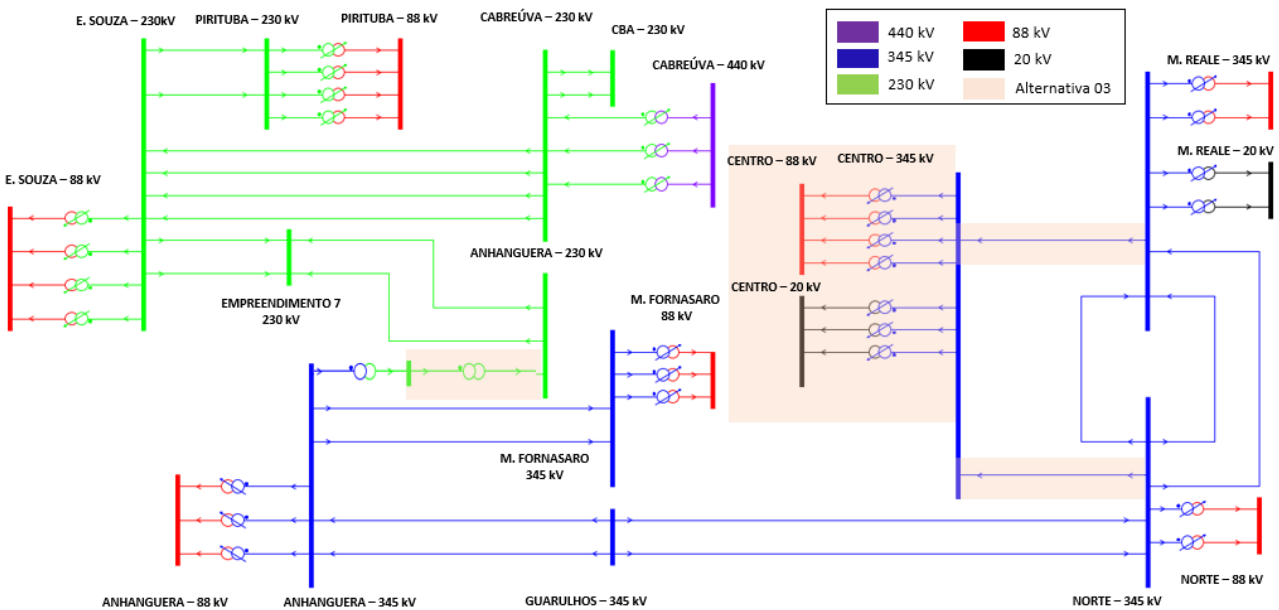 E. SOUZA – 230kV
PIRITUBA – 230 kV
PIRITUBA – 88 kV
CABREÚVA – 230 kV
CBA – 230 kV
CABREÚVA – 440 kV
440 kV
88 kV
345 kV
20 kV
230 kV
Alternativa 03
M. REALE – 345 kV
M. REALE – 20 kV
E. SOUZA – 88 kV
CENTRO – 88 kV
CENTRO – 345 kV
ANHANGUERA – 230 kV
EMPREENDIMENTO 7
230 kV
M. FORNASARO
88 kV
CENTRO – 20 kV
M. FORNASARO
345 kV
ANHANGUERA – 88 kV
ANHANGUERA – 345 kV
GUARULHOS – 345 kV
NORTE – 345 kV
NORTE – 88 kV